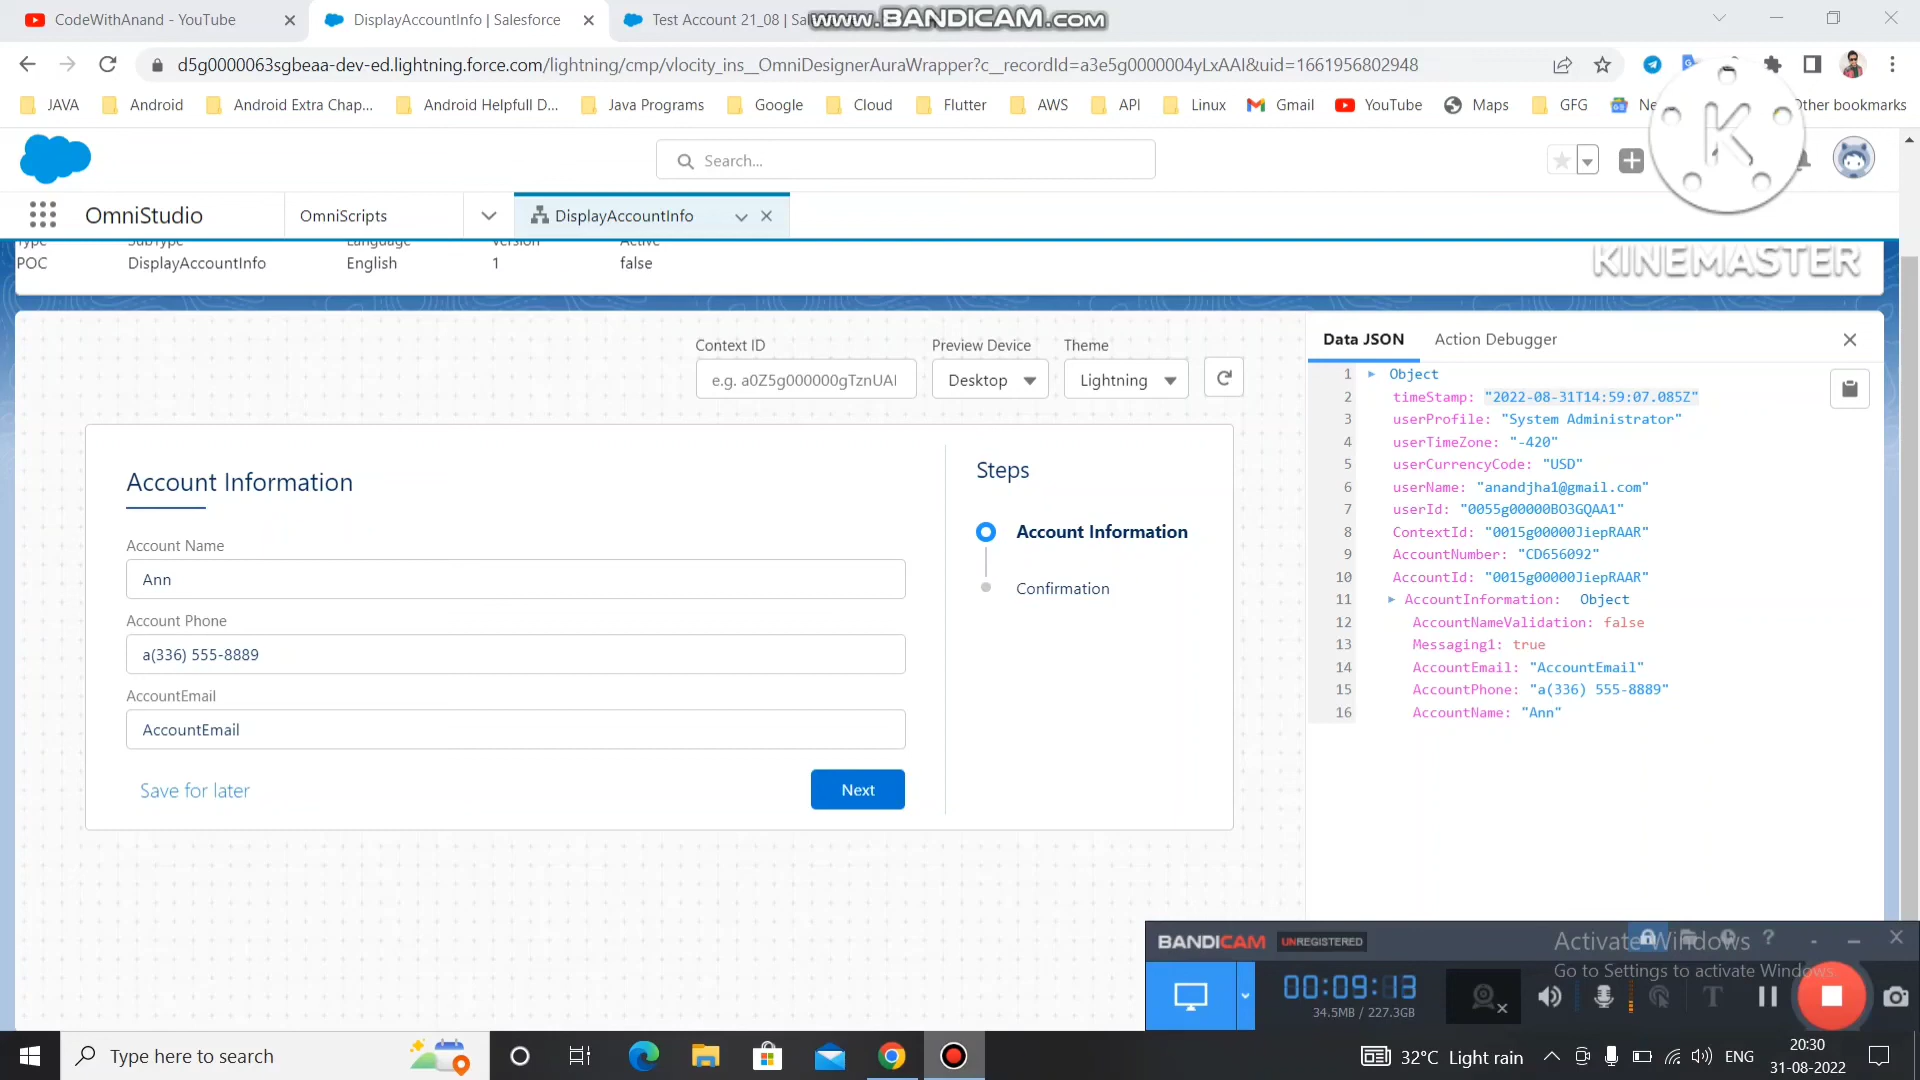 CodeWithAnand - YouTube
DisplayAccountInfo | Salesforce
Test Account 21_08 | Sal
www.BANDICAM.com
d5g0000063sgbeaa-dev-ed.lightning.force.com/lightning/cmp/vlocity_ins__OmniDesignerAuraWrapper?c__recordId=a3e5g0000004yLxAAI&uid=1661956802948
JAVA
Android
Android Extra Chap...
Android Helpfull D...
Java Programs
Google
Cloud
Flutter
AWS
API
Linux
Gmail
YouTube
Maps
GFG
Other bookmarks
K
Search...
OmniStudio
OmniScripts
DisplayAccountInfo
KINEMASTER
Type SubType Language Version Active
POC DisplayAccountInfo English 1 false
Context ID
e.g. a0Z5g000000gTznUAI
Preview Device
Desktop
Theme
Lightning
Account Information
Account Name
Ann
Account Phone
a(336) 555-8889
AccountEmail
AccountEmail
Save for later
Next
Steps
Account Information
Confirmation
Data JSON
Action Debugger
1 Object
2 timeStamp: "2022-08-31T14:59:07.085Z"
3 userProfile: "System Administrator"
4 userTimeZone: "-420"
5 userCurrencyCode: "USD"
6 userName: "anandjha1@gmail.com"
7 userId: "0055g00000BO3GQAA1"
8 ContextId: "0015g00000JiepRAAR"
9 AccountNumber: "CD656092"
10 AccountId: "0015g00000JiepRAAR"
11 AccountInformation: Object
12 AccountNameValidation: false
13 Messaging1: true
14 AccountEmail: "AccountEmail"
15 AccountPhone: "a(336) 555-8889"
16 AccountName: "Ann"
BANDICAM UNREGISTERED
Activate Windows
Go to Settings to activate Windows.
00:09:13
34.5MB / 227.3GB
Type here to search
32°C Light rain
ENG
20:30
31-08-2022